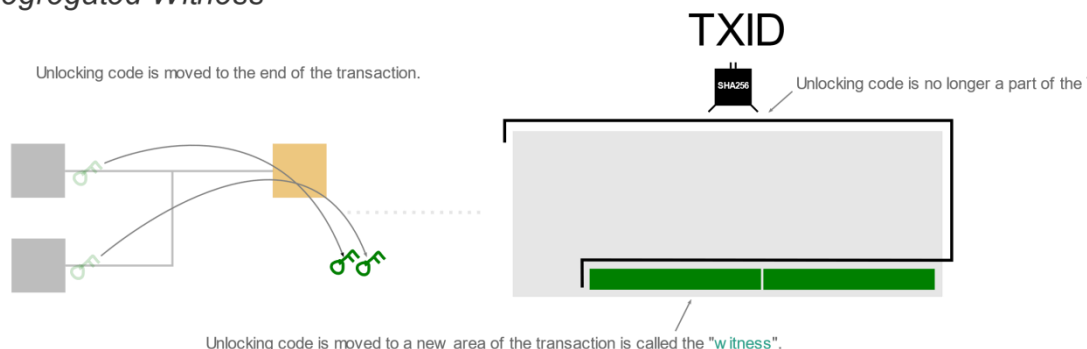 Witness
TXID
Unlocking code is moved to the end of the transaction.
SHA256
Unlocking code is no longer a part of the
Unlocking code is moved to a new area of the transaction is called the "witness".